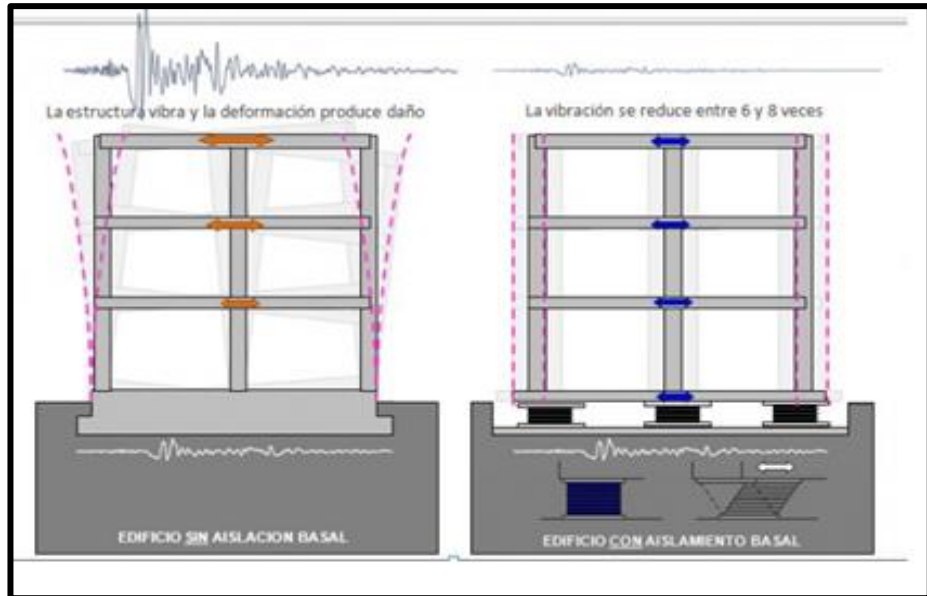 La estructura vibra y la deformación produce daño
La vibración se reduce entre 6 y 8 veces
EDIFICIO SIN AISLACION BASAL
EDIFICIO CON AISLAMIENTO BASAL